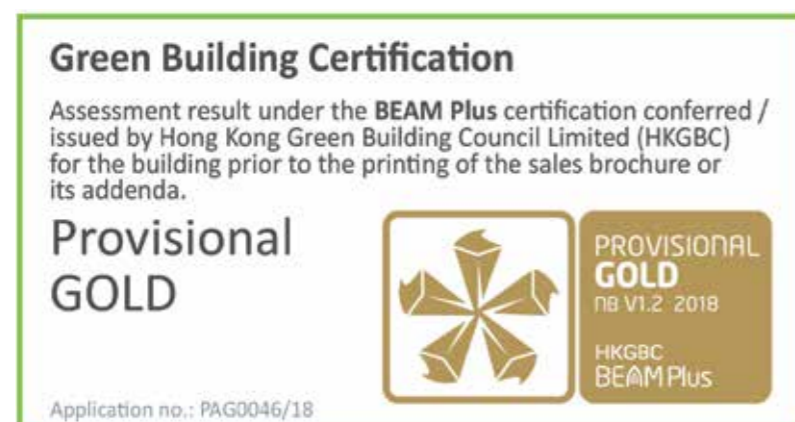 Green Building Certification
Assessment result under the BEAM Plus certification conferred /
issued by Hong Kong Green Building Council Limited (HKGBC)
for the building prior to the printing of the sales brochure or
its addenda.
Provisional
GOLD
PROVISIONAL
GOLD
NB V1.2 2018
HKGBC
BEAM Plus
Application no.: PAG0046/18